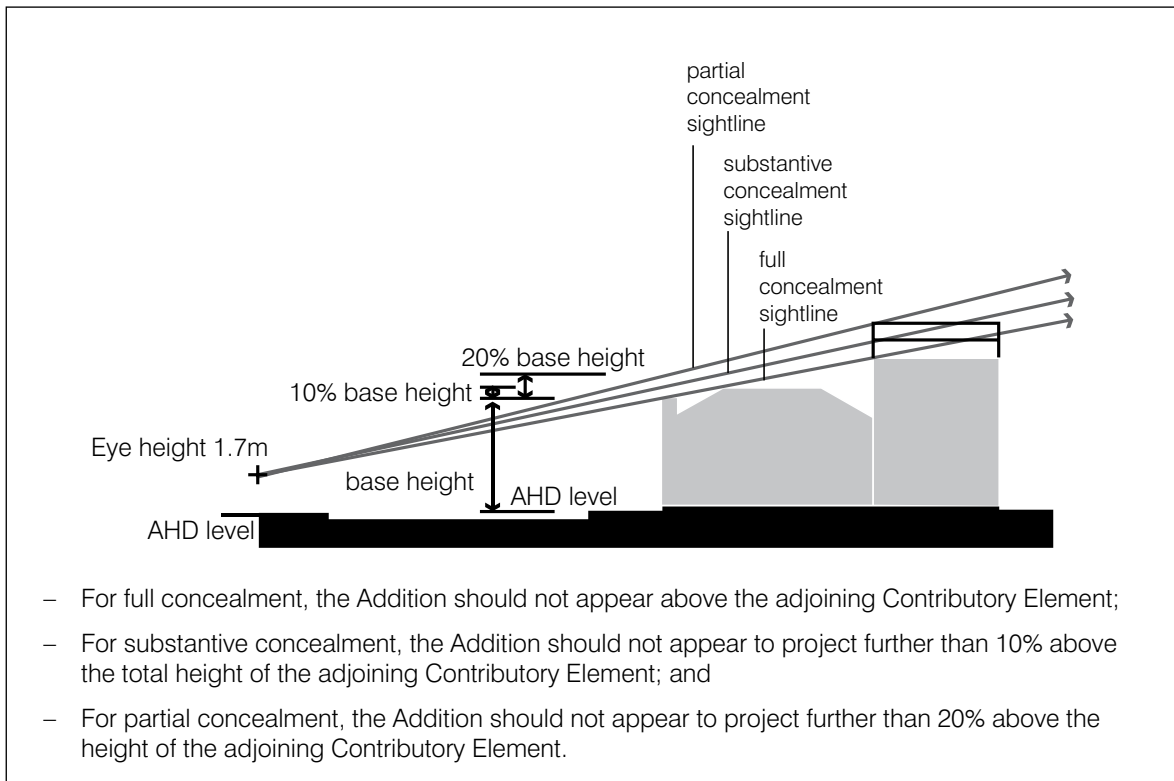 partial
concealment
sightline
substantive
concealment
sightline
full
concealment
sightline
20% base height
10% base height
Eye height 1.7m
base height
AHD level
AHD level
– For full concealment, the Addition should not appear above the adjoining Contributory Element;
– For substantive concealment, the Addition should not appear to project further than 10% above
the total height of the adjoining Contributory Element; and
– For partial concealment, the Addition should not appear to project further than 20% above the
height of the adjoining Contributory Element.